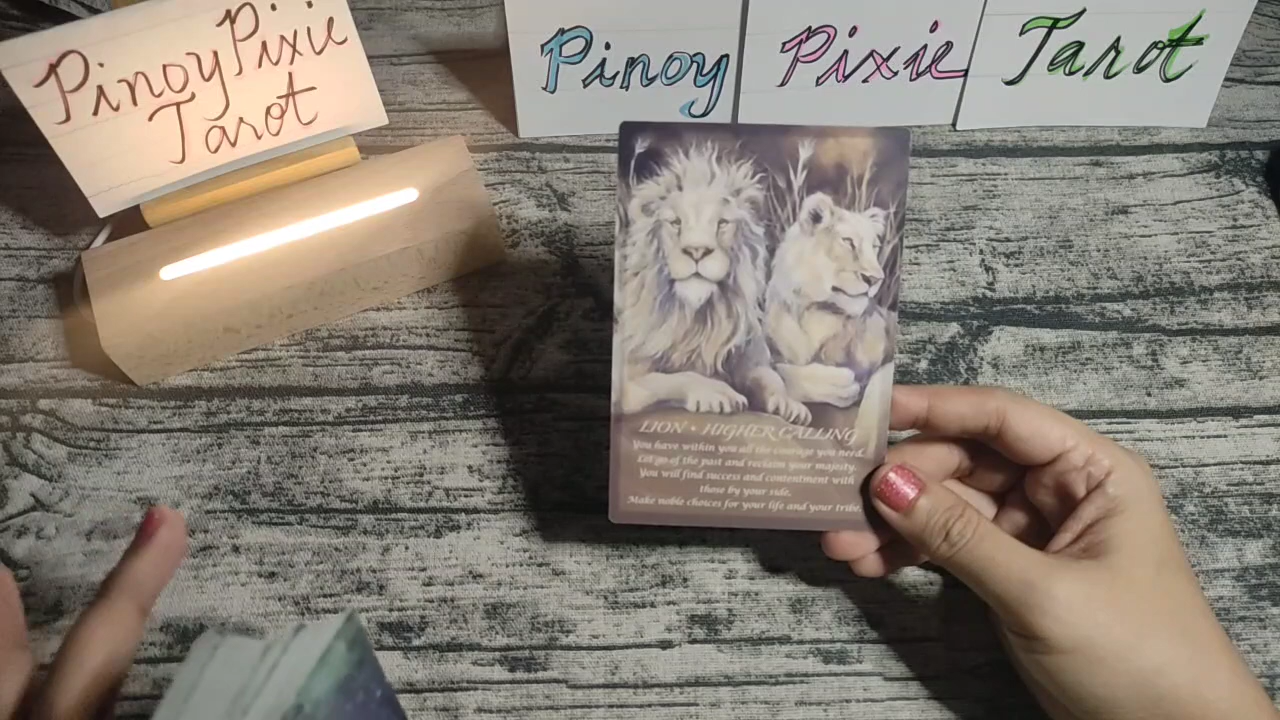 PinoyPixie
Tarot
Pinoy Pixie Tarot
LION • HIGHER CALLING
You have within you all the courage you need.
Let go of the past and reclaim your majesty.
You will find success and contentment with
those by your side.
Make noble choices for your life and your tribe.